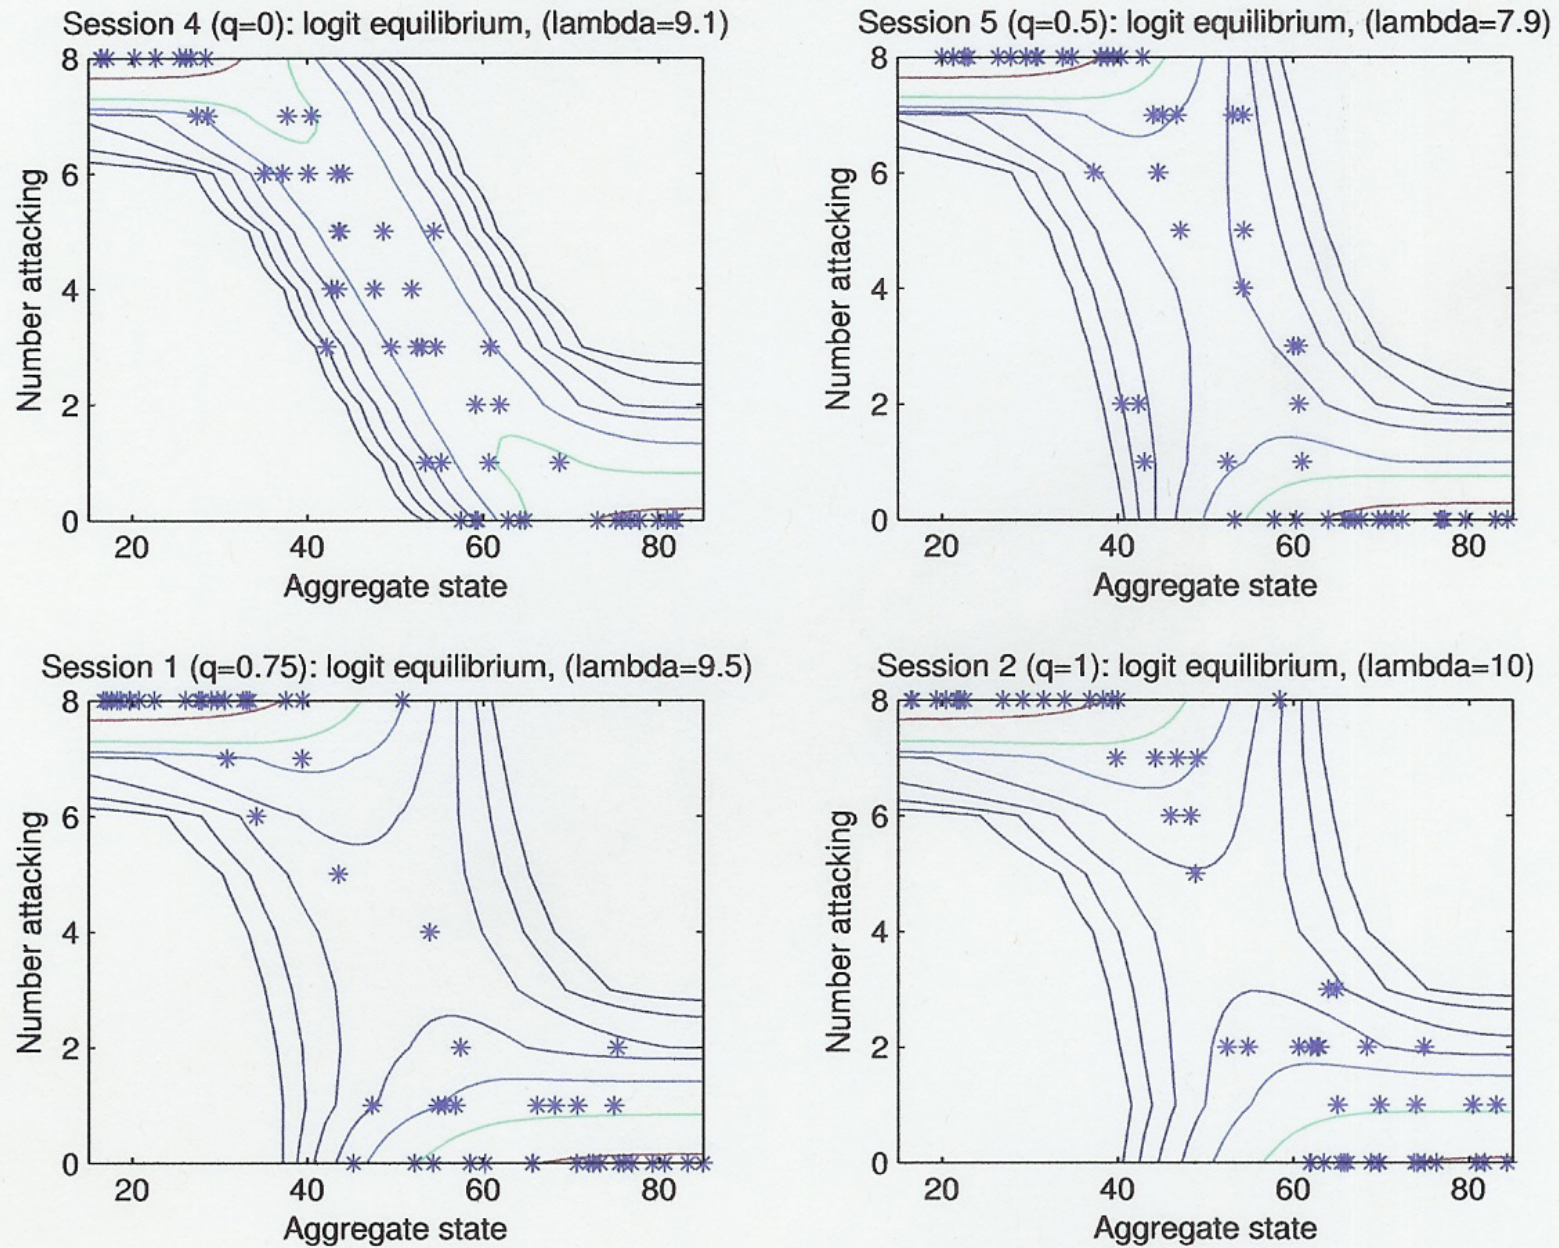 Session 4 (q=0): logit equilibrium, (lambda=9.1)
8
6
4
2
0
Number attacking
20 40 60 80
Aggregate state
Session 5 (q=0.5): logit equilibrium, (lambda=7.9)
8
6
4
2
0
Number attacking
20 40 60 80
Aggregate state
Session 1 (q=0.75): logit equilibrium, (lambda=9.5)
8
6
4
2
0
Number attacking
20 40 60 80
Aggregate state
Session 2 (q=1): logit equilibrium, (lambda=10)
8
6
4
2
0
Number attacking
20 40 60 80
Aggregate state